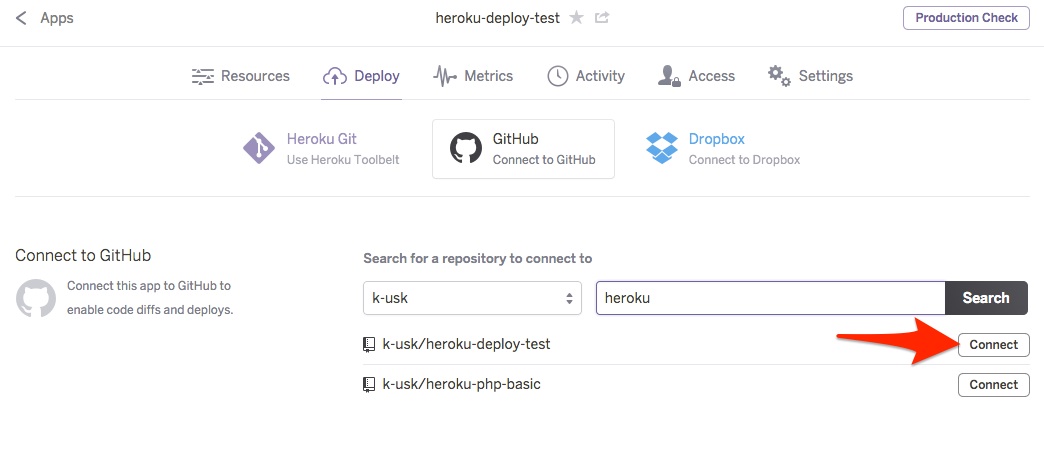 Apps
heroku-deploy-test
Production Check
Resources
Deploy
Metrics
Activity
Access
Settings
Heroku Git
Use Heroku Toolbelt
GitHub
Connect to GitHub
Dropbox
Connect to Dropbox
Connect to GitHub
Connect this app to GitHub to
enable code diffs and deploys.
Search for a repository to connect to
k-usk
heroku
Search
k-usk/heroku-deploy-test
Connect
k-usk/heroku-php-basic
Connect